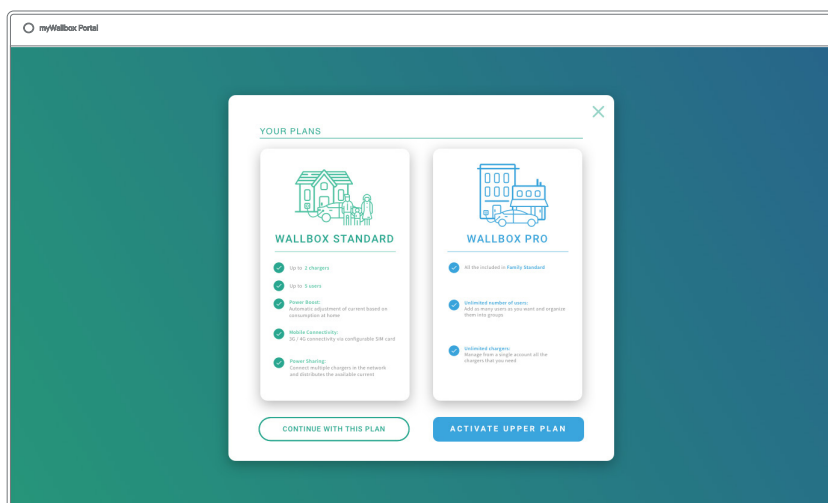 myWallbox Portal
YOUR PLANS
WALLBOX STANDARD
Up to 2 chargers
Up to 5 users
Power Boost:
Automatic adjustment of current based on
consumption at home
Mobile Connectivity:
3G / 4G connectivity via configurable SIM card
Power Sharing:
Connect multiple chargers in the network
and distributes the available current
CONTINUE WITH THIS PLAN
WALLBOX PRO
All the included in Family Standard
Unlimited number of users:
Add as many users as you want and organize
them into groups
Unlimited chargers:
Manage from a single account all the
chargers that you need
ACTIVATE UPPER PLAN